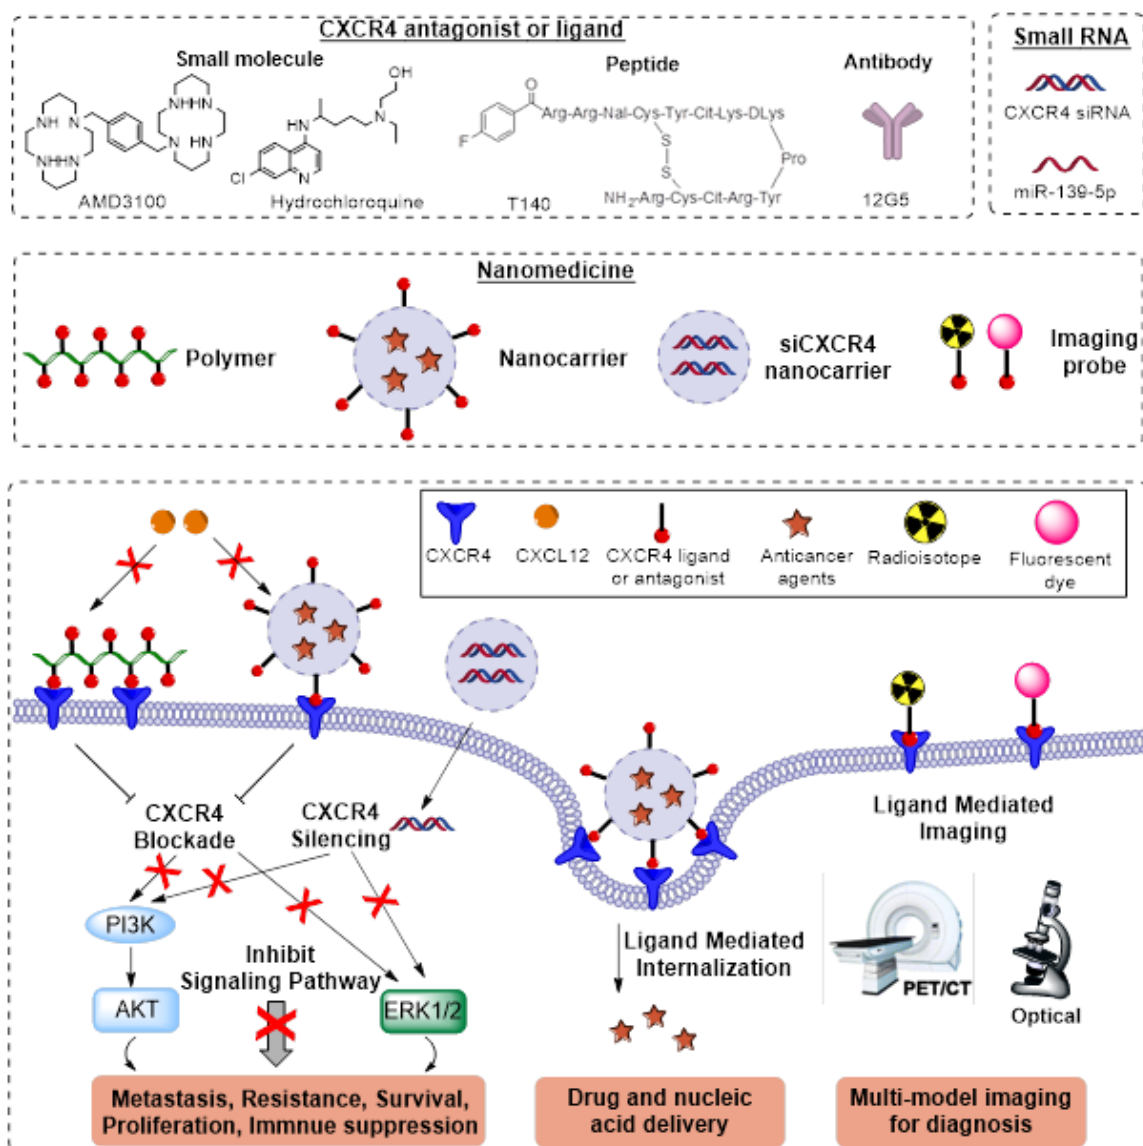 CXCR4 antagonist or ligand
Small molecule
Peptide
Antibody
OH
HN
N
N
Cl
N
NHHN
NH
N
NHHN
NHHN
N
HN
O
F
Arg-Arg-Nal-Cys-Tyr-Cit-Lys-DLys
S
S
Pro
NH2-Arg-Cys-Cit-Arg-Tyr
AMD3100
Hydrochloroquine
T140
12G5
Small RNA
CXCR4 siRNA
miR-139-5p
Nanomedicine
Polymer
Nanocarrier
siCXCR4
nanocarrier
Imaging
probe
CXCR4
CXCL12
CXCR4 ligand
or antagonist
Anticancer
agents
Radioisotope
Fluorescent
dye
CXCR4
Blockade
CXCR4
Silencing
PI3K
AKT
Inhibit
Signaling Pathway
ERK1/2
Ligand Mediated
Internalization
Ligand Mediated
Imaging
PET/CT
Optical
Metastasis, Resistance, Survival,
Proliferation, Immnue suppression
Drug and nucleic
acid delivery
Multi-model imaging
for diagnosis